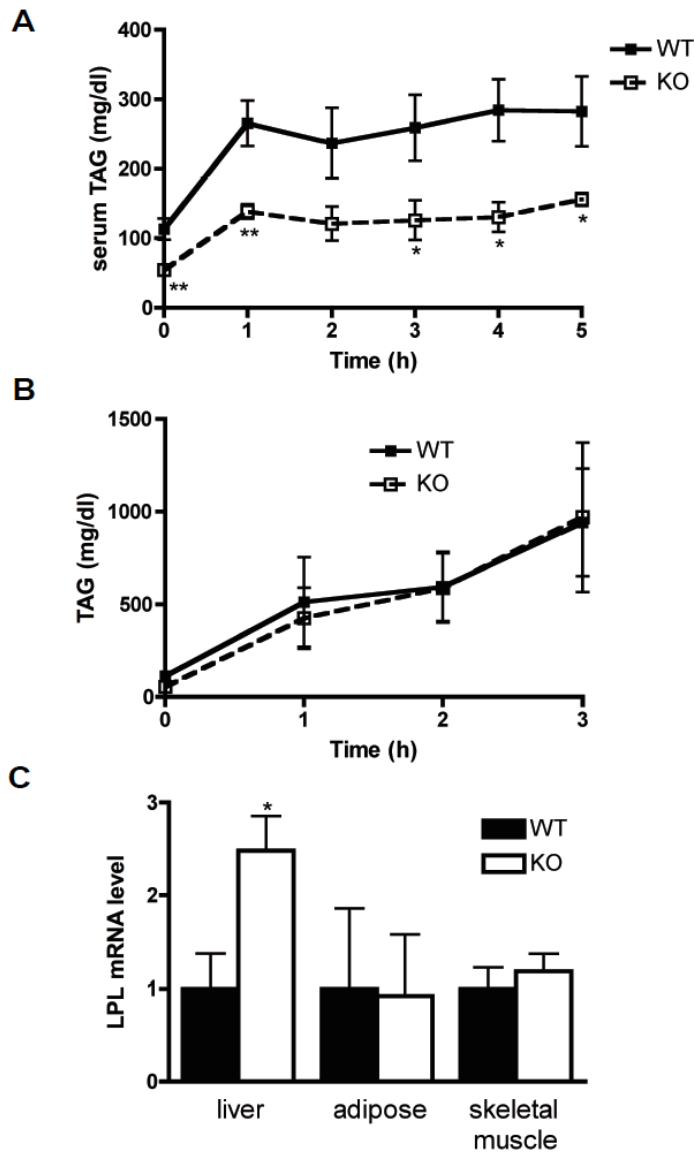 A
400
300
200
100
0
serum TAG (mg/dl)
WT
KO
**
**
*
*
*
0 1 2 3 4 5
Time (h)
B
1500
1000
500
0
TAG (mg/dl)
WT
KO
0 1 2 3
Time (h)
C
3
2
1
0
LPL mRNA level
*
WT
KO
liver adipose skeletal
muscle